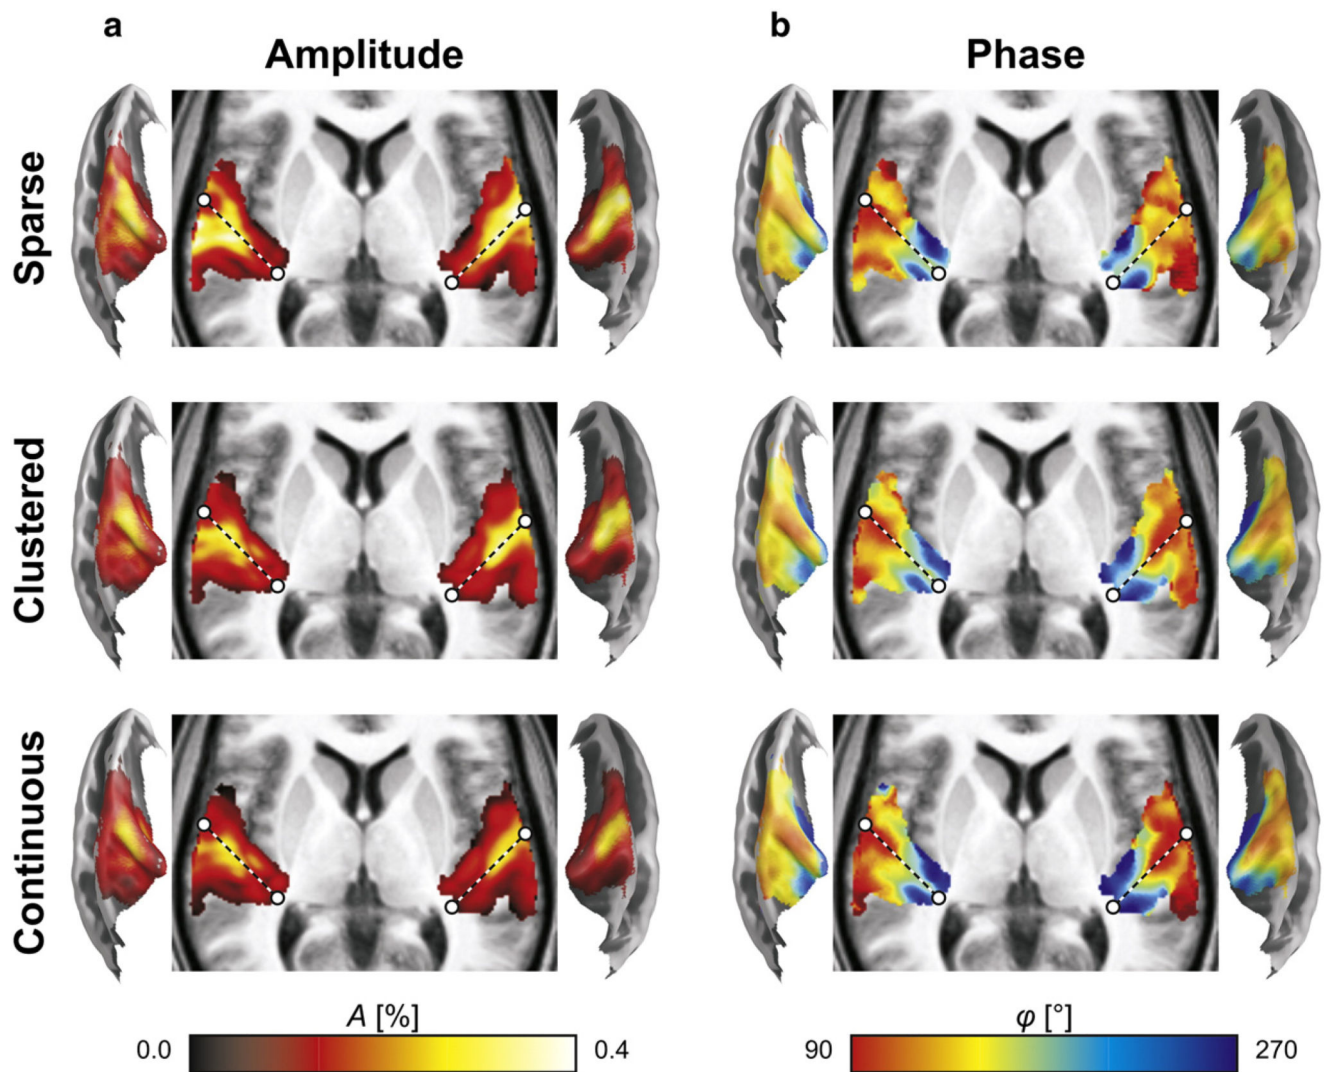 a
b
Amplitude
Phase
Sparse
Clustered
Continuous
A [%]
0.0
0.4
φ [°]
90
270